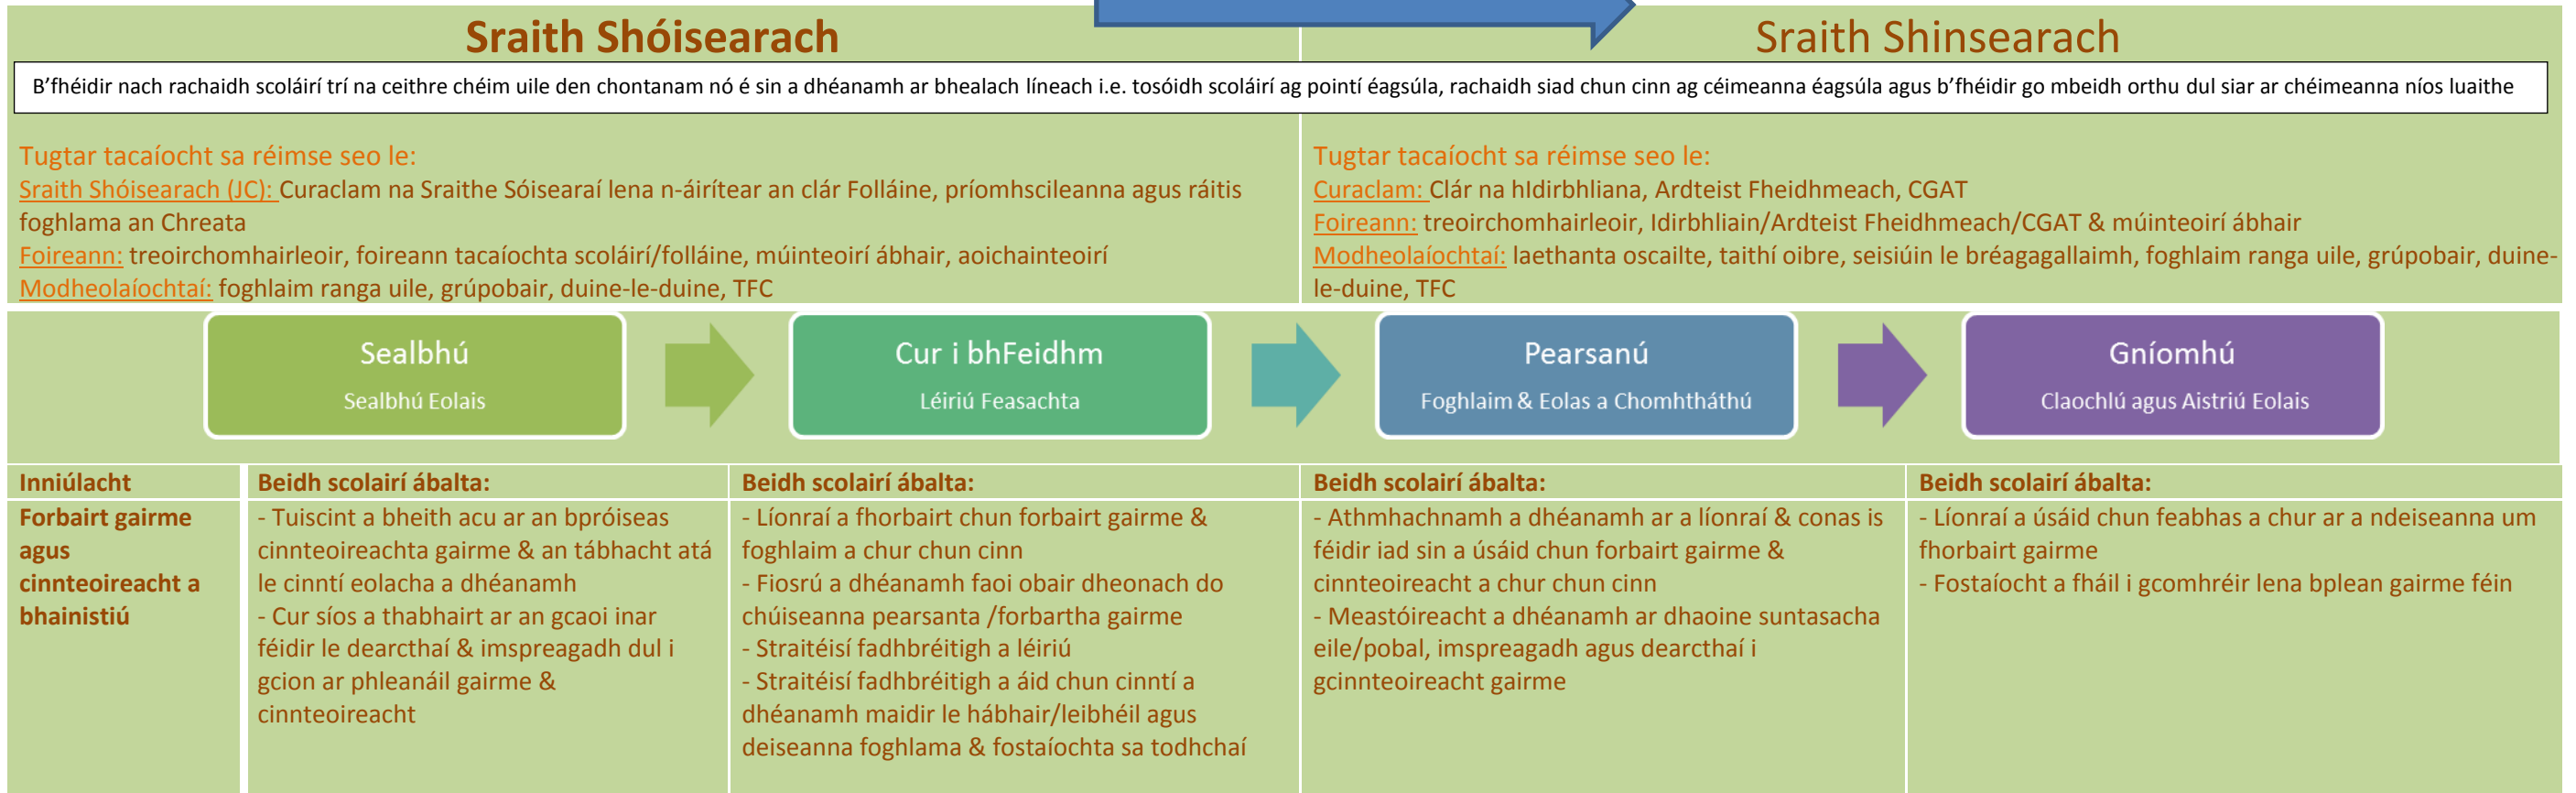 Sraith Shóisearach
Sraith Shinsearach
B’fhéidir nach rachaidh scoláirí trí na ceithre chéim uile den chontanam nó é sin a dhéanamh ar bhealach líneach i.e. tosóidh scoláirí ag pointí éagsúla, rachaidh siad chun cinn ag céimeanna éagsúla agus b’fhéidir go mbeidh orthu dul siar ar chéimeanna níos luaithe
Tugtar tacaíocht sa réimse seo le:
Sraith Shóisearach (JC): Curaclam na Sraithe Sóisearaí lena n-áirítear an clár Folláine, príomhscileanna agus ráitis
foghlama an Chreata
Foireann: treoirchomhairleoir, foireann tacaíochta scoláirí/folláine, múinteoirí ábhair, aoichainteoirí
Modheolaíochtaí: foghlaim ranga uile, grúpobair, duine-le-duine, TFC
Tugtar tacaíocht sa réimse seo le:
Curaclam: Clár na hIdirbhliana, Ardteist Fheidhmeach, CGAT
Foireann: treoirchomhairleoir, Idirbhliain/Ardteist Fheidhmeach/CGAT & múinteoirí ábhair
Modheolaíochtaí: laethanta oscailte, taithí oibre, seisiúin le bréagagallaimh, foghlaim ranga uile, grúpobair, duine-
le-duine, TFC
Sealbhú
Sealbhú Eolais
Cur i bhFeidhm
Léiriú Feasachta
Pearsanú
Foghlaim & Eolas a Chomhtháthú
Gníomhú
Claochlú agus Aistriú Eolais
Inniúlacht
Beidh scolairí ábalta:
Beidh scolairí ábalta:
Beidh scolairí ábalta:
Beidh scolairí ábalta:
Forbairt gairme
agus
cinnteoireacht a
bhainistiú
- Tuiscint a bheith acu ar an bpróiseas
cinnteoireachta gairme & an tábhacht atá
le cinntí eolacha a dhéanamh
- Cur síos a thabhairt ar an gcaoi inar
féidir le dearcthaí & imspreagadh dul i
gcion ar phleanáil gairme &
cinnteoireacht
- Líonraí a fhorbairt chun forbairt gairme &
foghlaim a chur chun cinn
- Fiosrú a dhéanamh faoi obair dheonach do
chúiseanna pearsanta /forbartha gairme
- Straitéisí fadhbréitigh a léiriú
- Straitéisí fadhbréitigh a áid chun cinntí a
dhéanamh maidir le hábhair/leibhéil agus
deiseanna foghlama & fostaíochta sa todhchaí
- Athmhachnamh a dhéanamh ar a líonraí & conas is
féidir iad sin a úsáid chun forbairt gairme &
cinnteoireacht a chur chun cinn
- Meastóireacht a dhéanamh ar dhaoine suntasacha
eile/pobal, imspreagadh agus dearcthaí i
gcinnteoireacht gairme
- Líonraí a úsáid chun feabhas a chur ar a ndeiseanna um
fhorbairt gairme
- Fostaíocht a fháil i gcomhréir lena bplean gairme féin